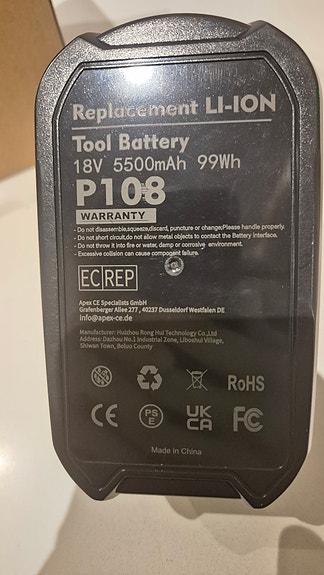 Replacement LI-ION
Tool Battery
18V 5500mAh 99Wh
P108
WARRANTY
- Do not disassemble,squeeze,discard, puncture or change;Please handle properly.
- Do not short circuit,do not allow metal objects to contact the Battery interface.
- Do not throw it into fire or water, damp or corrosive environment.
- Excessive collision can cause component failure.
EC REP
Apex CE Specialists GmbH
Grafenberger Allee 277 , 40237 Dusseldorf Westfalen DE
info@apex-ce.de
Manufacturer: Huizhou Rong Hui Technology Co.,Ltd
Address: Dazhou No.1 Industrial Zone, Liboshui Village,
Shiwan Town, Boluo County
RoHS
CE PS E UK CA FC
Made in China